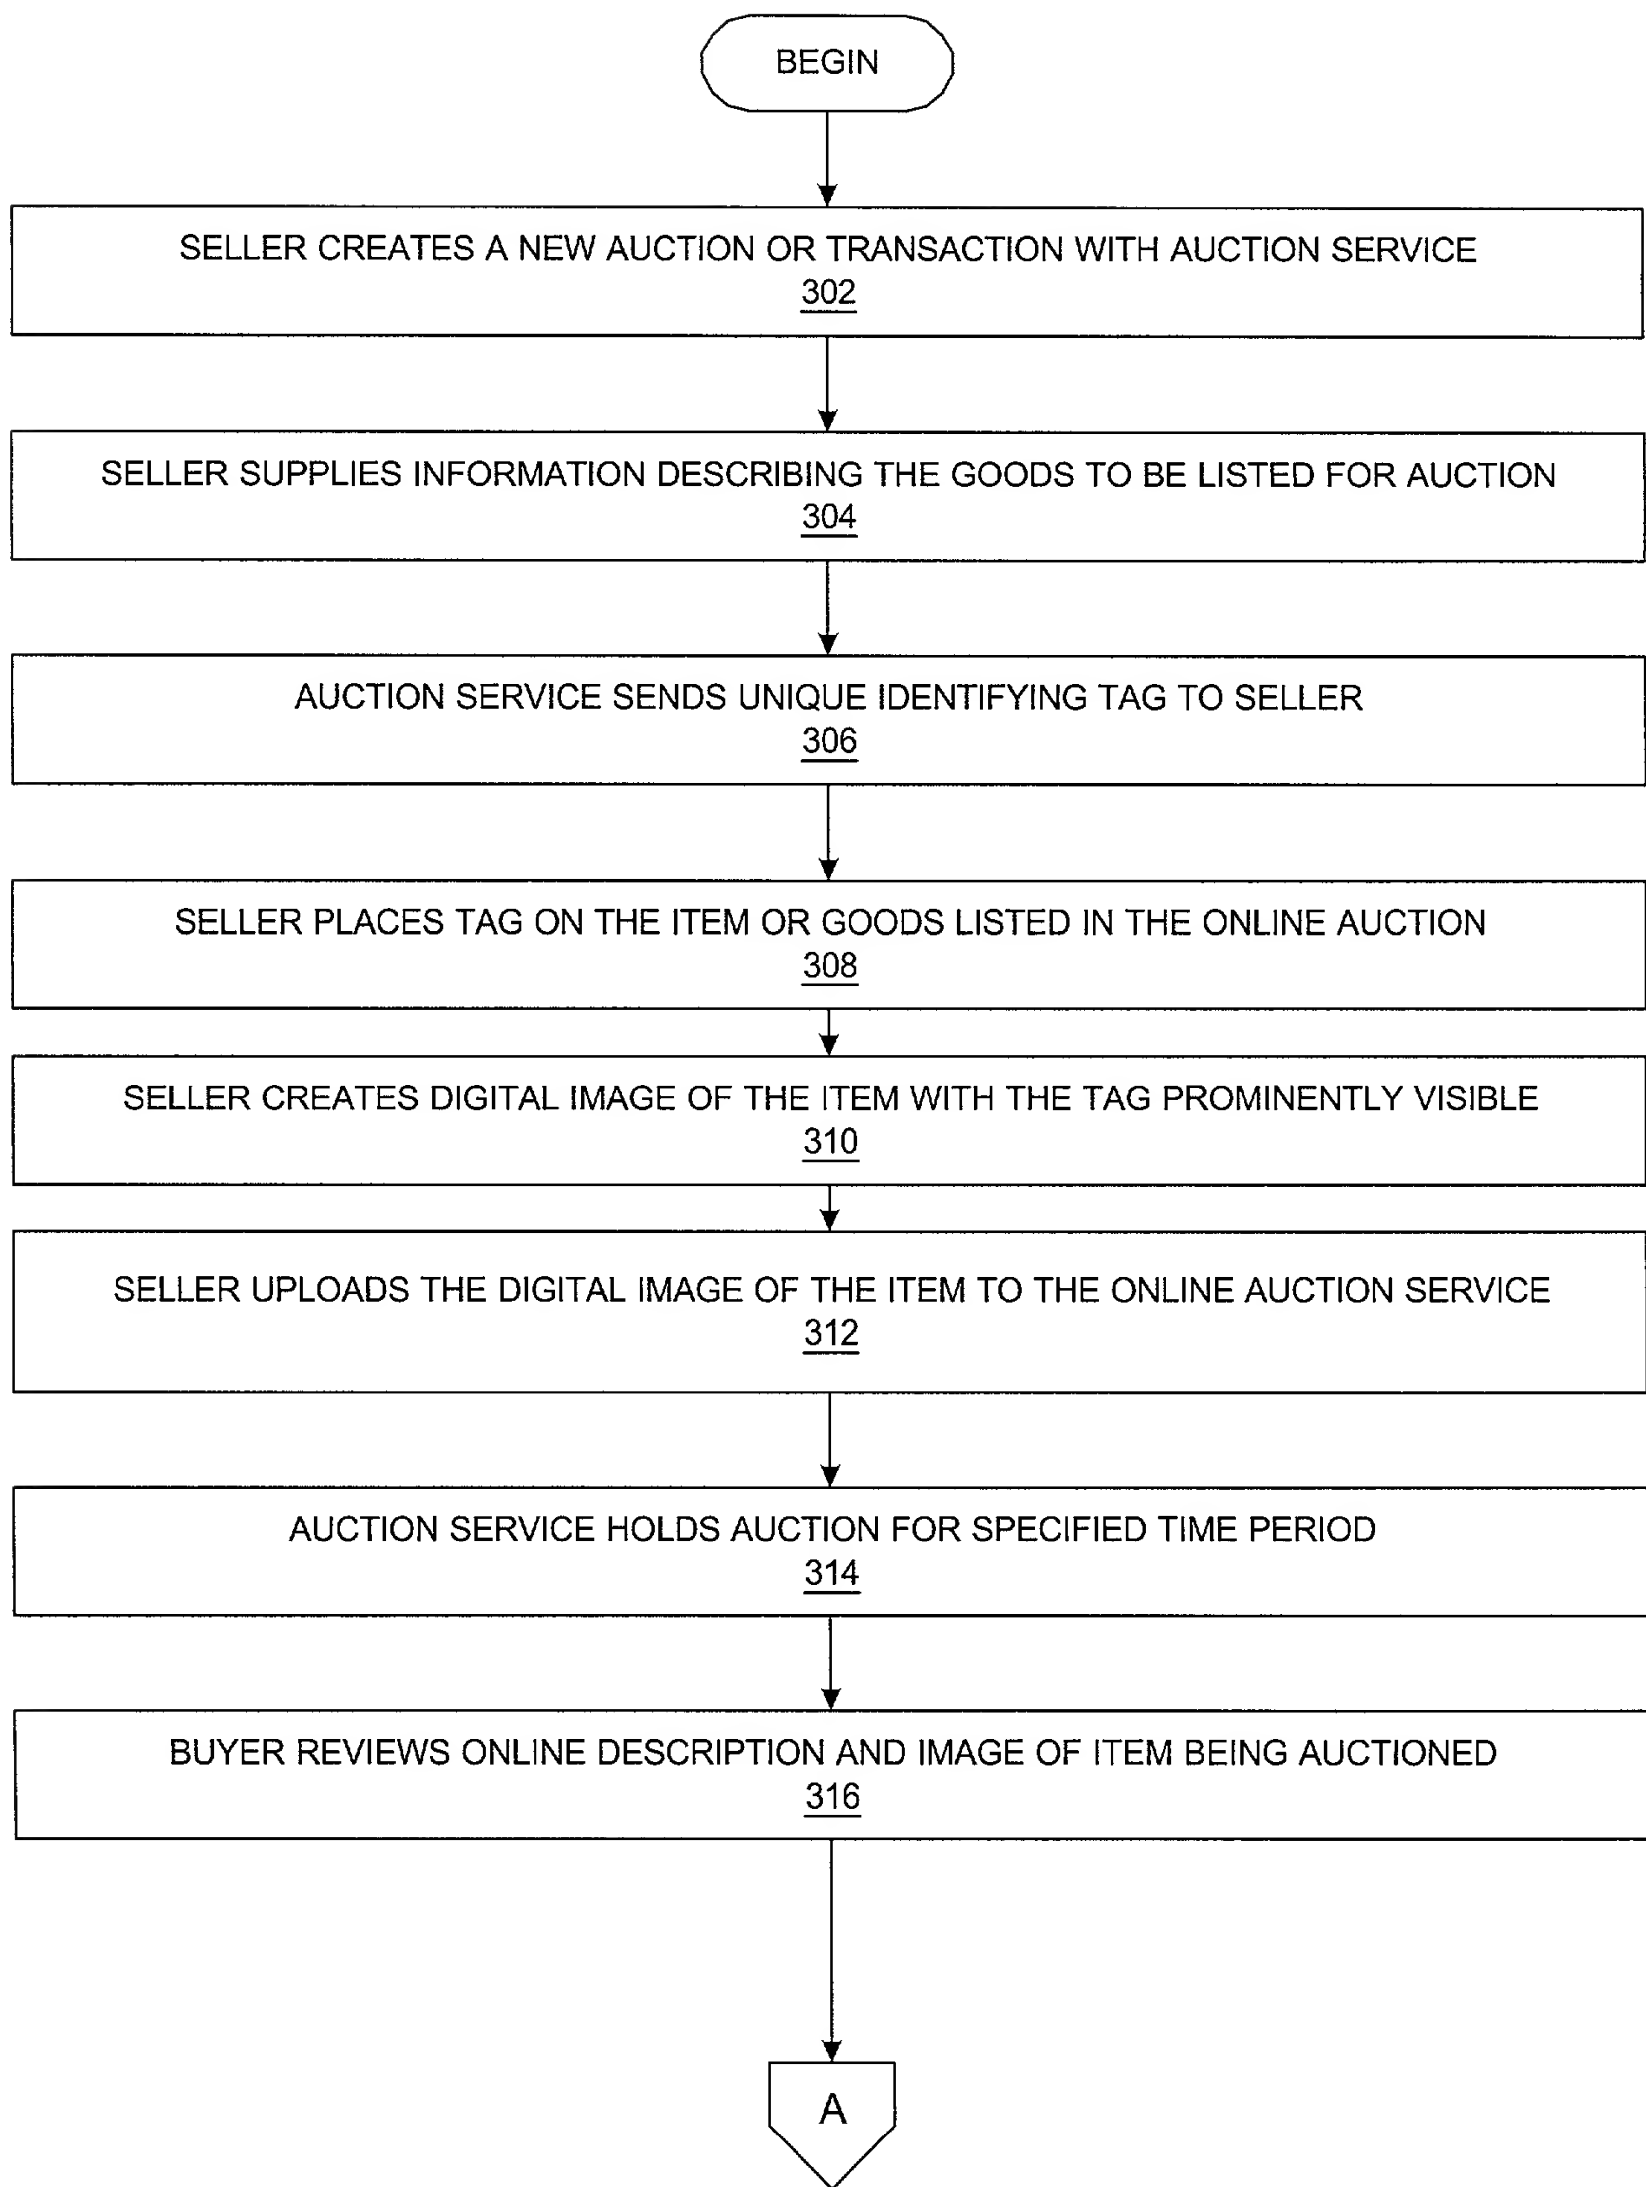 BEGIN
SELLER CREATES A NEW AUCTION OR TRANSACTION WITH AUCTION SERVICE
302
SELLER SUPPLIES INFORMATION DESCRIBING THE GOODS TO BE LISTED FOR AUCTION
304
AUCTION SERVICE SENDS UNIQUE IDENTIFYING TAG TO SELLER
306
SELLER PLACES TAG ON THE ITEM OR GOODS LISTED IN THE ONLINE AUCTION
308
SELLER CREATES DIGITAL IMAGE OF THE ITEM WITH THE TAG PROMINENTLY VISIBLE
310
SELLER UPLOADS THE DIGITAL IMAGE OF THE ITEM TO THE ONLINE AUCTION SERVICE
312
AUCTION SERVICE HOLDS AUCTION FOR SPECIFIED TIME PERIOD
314
BUYER REVIEWS ONLINE DESCRIPTION AND IMAGE OF ITEM BEING AUCTIONED
316
A